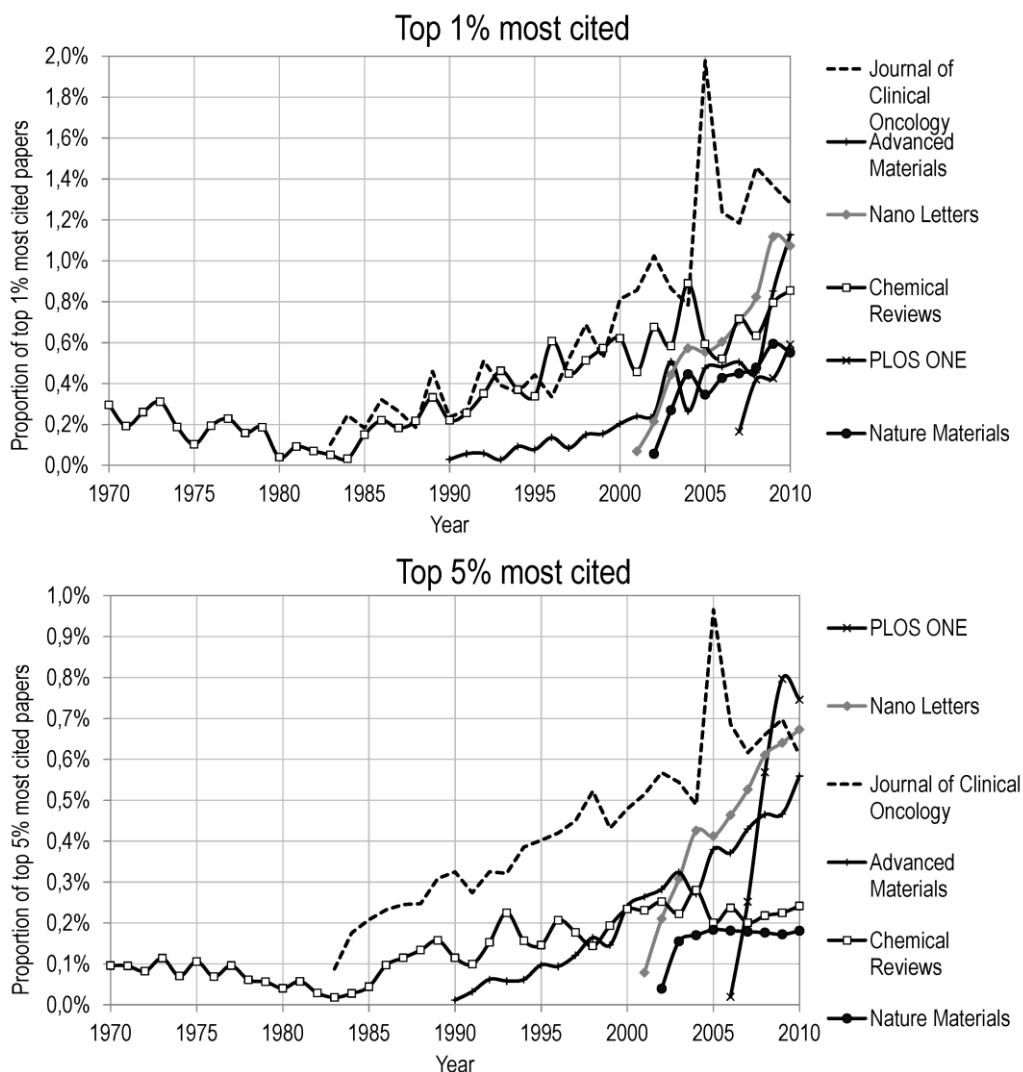 Top 1% most cited
Proportion of top 1% most cited papers
2,0%
1,8%
1,6%
1,4%
1,2%
1,0%
0,8%
0,6%
0,4%
0,2%
0,0%
1970 1975 1980 1985 1990 1995 2000 2005 2010
Year
Journal of
Clinical
Oncology
Advanced
Materials
Nano Letters
Chemical
Reviews
PLOS ONE
Nature Materials
Top 5% most cited
Proportion of top 5% most cited papers
1,0%
0,9%
0,8%
0,7%
0,6%
0,5%
0,4%
0,3%
0,2%
0,1%
0,0%
1970 1975 1980 1985 1990 1995 2000 2005 2010
Year
PLOS ONE
Nano Letters
Journal of Clinical
Oncology
Advanced
Materials
Chemical
Reviews
Nature Materials